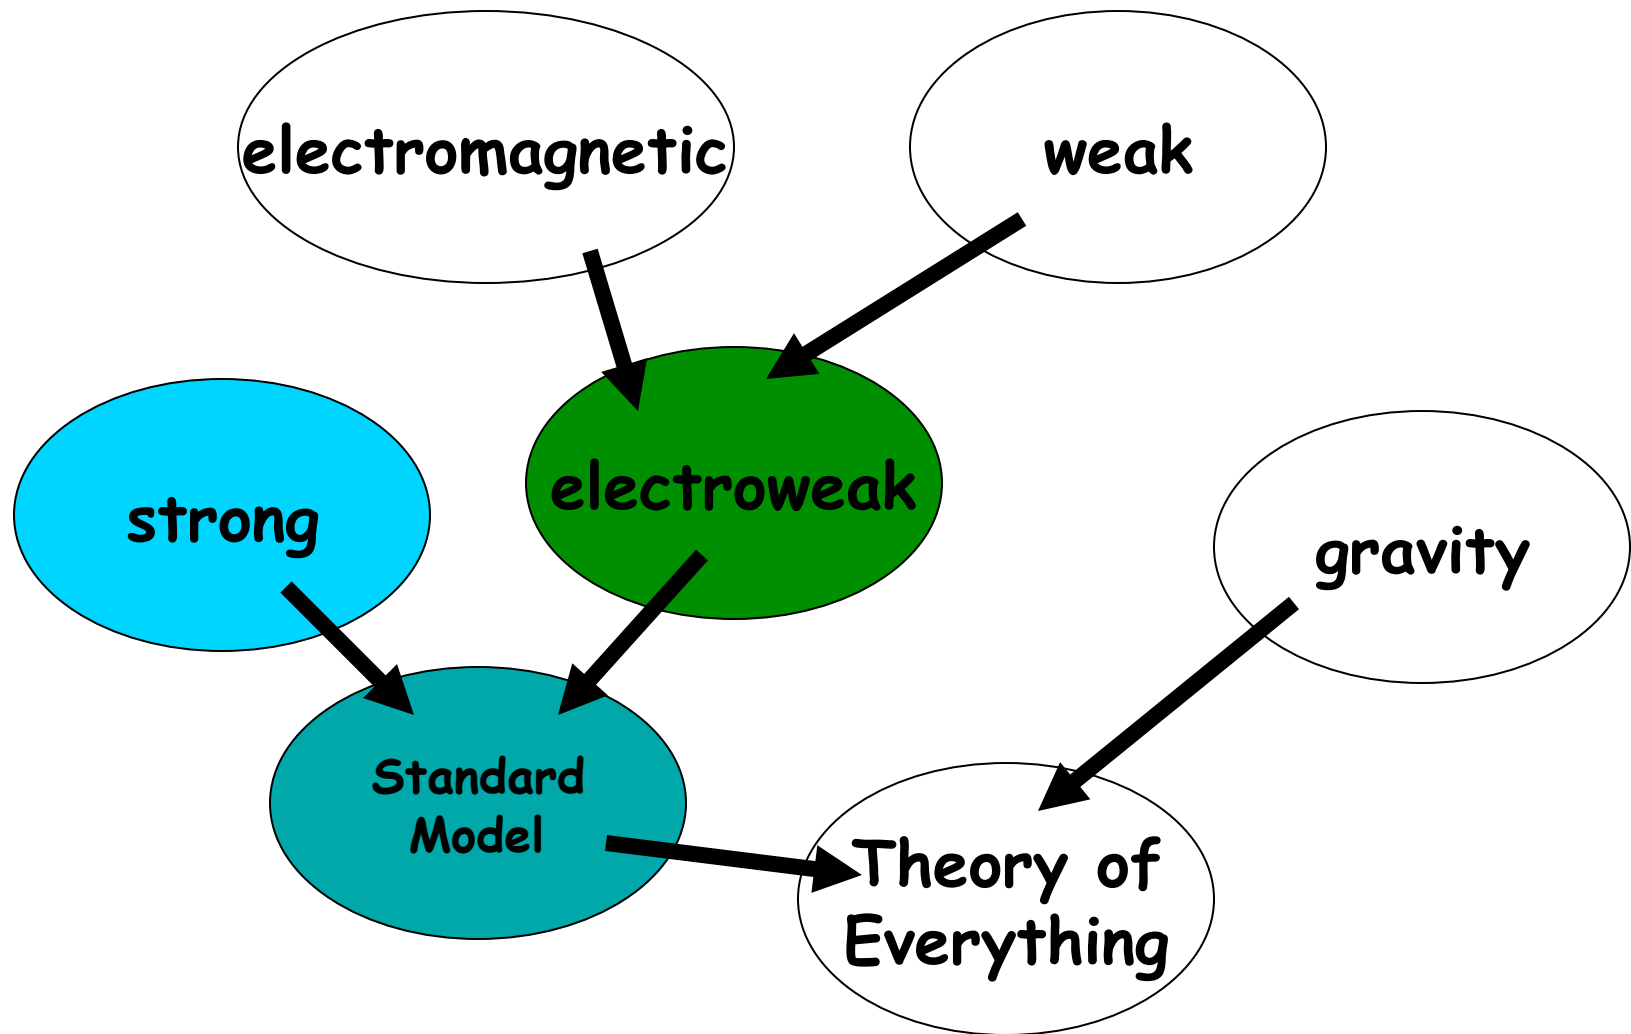 electromagnetic
weak
electroweak
strong
gravity
Standard
Model
Theory of
Everything